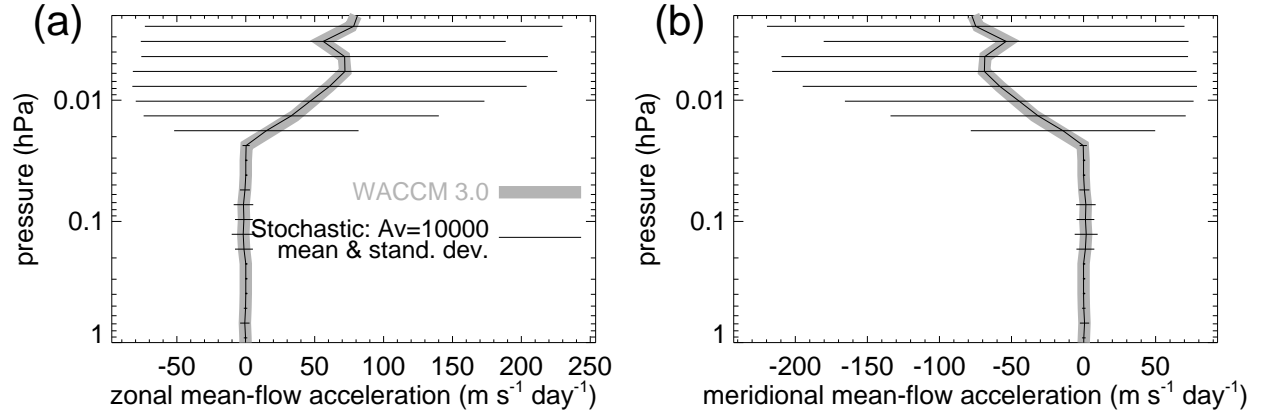 (a)
pressure (hPa)
0.01
0.1
1
WACCM 3.0
Stochastic: Av=10000
mean & stand. dev.
-50 0 50 100 150 200 250
zonal mean-flow acceleration (m s⁻¹ day⁻¹)
(b)
pressure (hPa)
0.01
0.1
1
-200 -150 -100 -50 0 50
meridional mean-flow acceleration (m s⁻¹ day⁻¹)